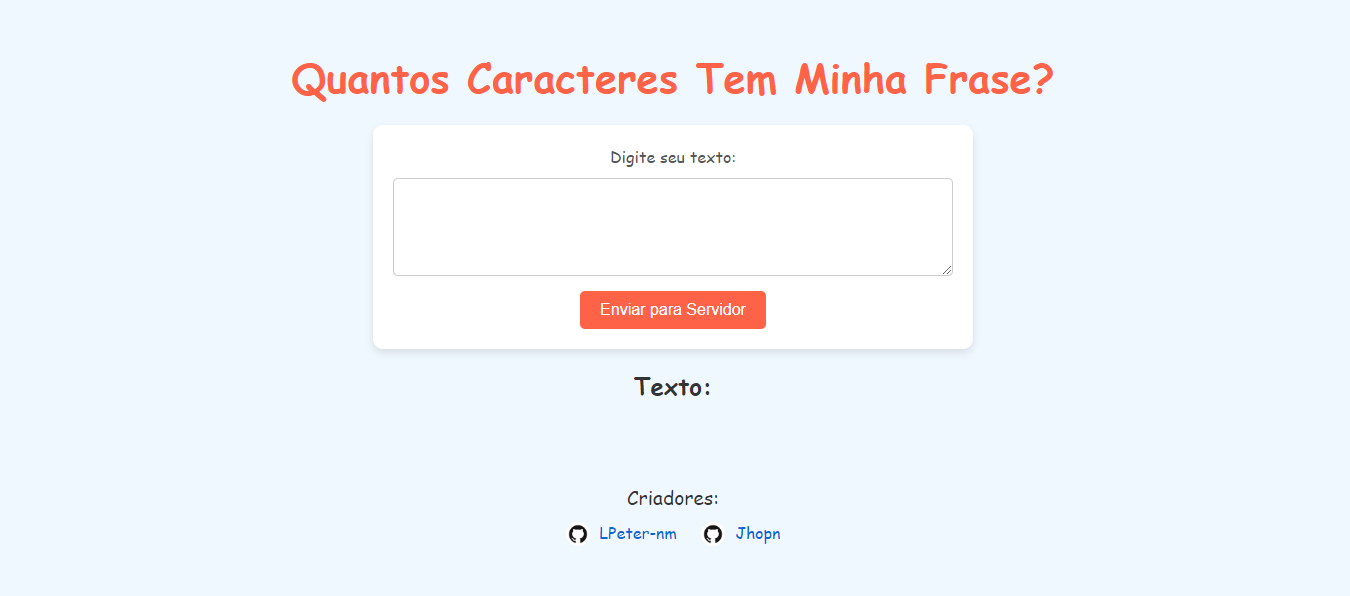 Quantos Caracteres Tem Minha Frase?
Digite seu texto:
Enviar para Servidor
Texto:
Criadores:
LPeter-nm Jhopn